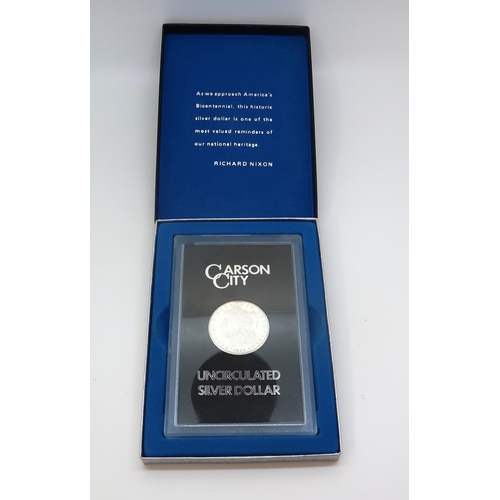 As we approach America's
Bicentennial, this historic
silver dollar is one of the
most valued reminders of
our national heritage.
RICHARD NIXON
CARSON
CITY
UNCIRCULATED
SILVER DOLLAR